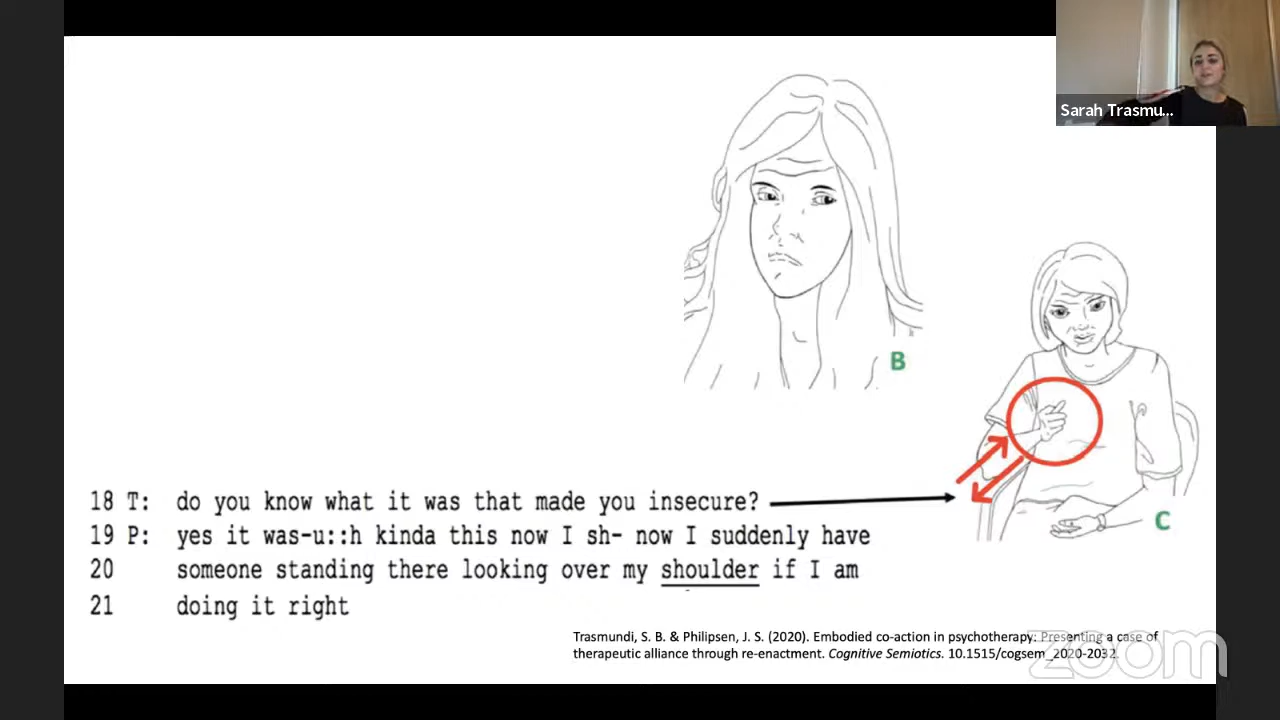 Sarah Trasmu...
B
C
18 T: do you know what it was that made you insecure?
19 P: yes it was-u::h kinda this now I sh- now I suddenly have
20 someone standing there looking over my shoulder if I am
21 doing it right
Trasmundi, S. B. & Philipsen, J. S. (2020). Embodied co-action in psychotherapy: Presenting a case of
therapeutic alliance through re-enactment. Cognitive Semiotics. 10.1515/cogsem_2020-2032.
zoom